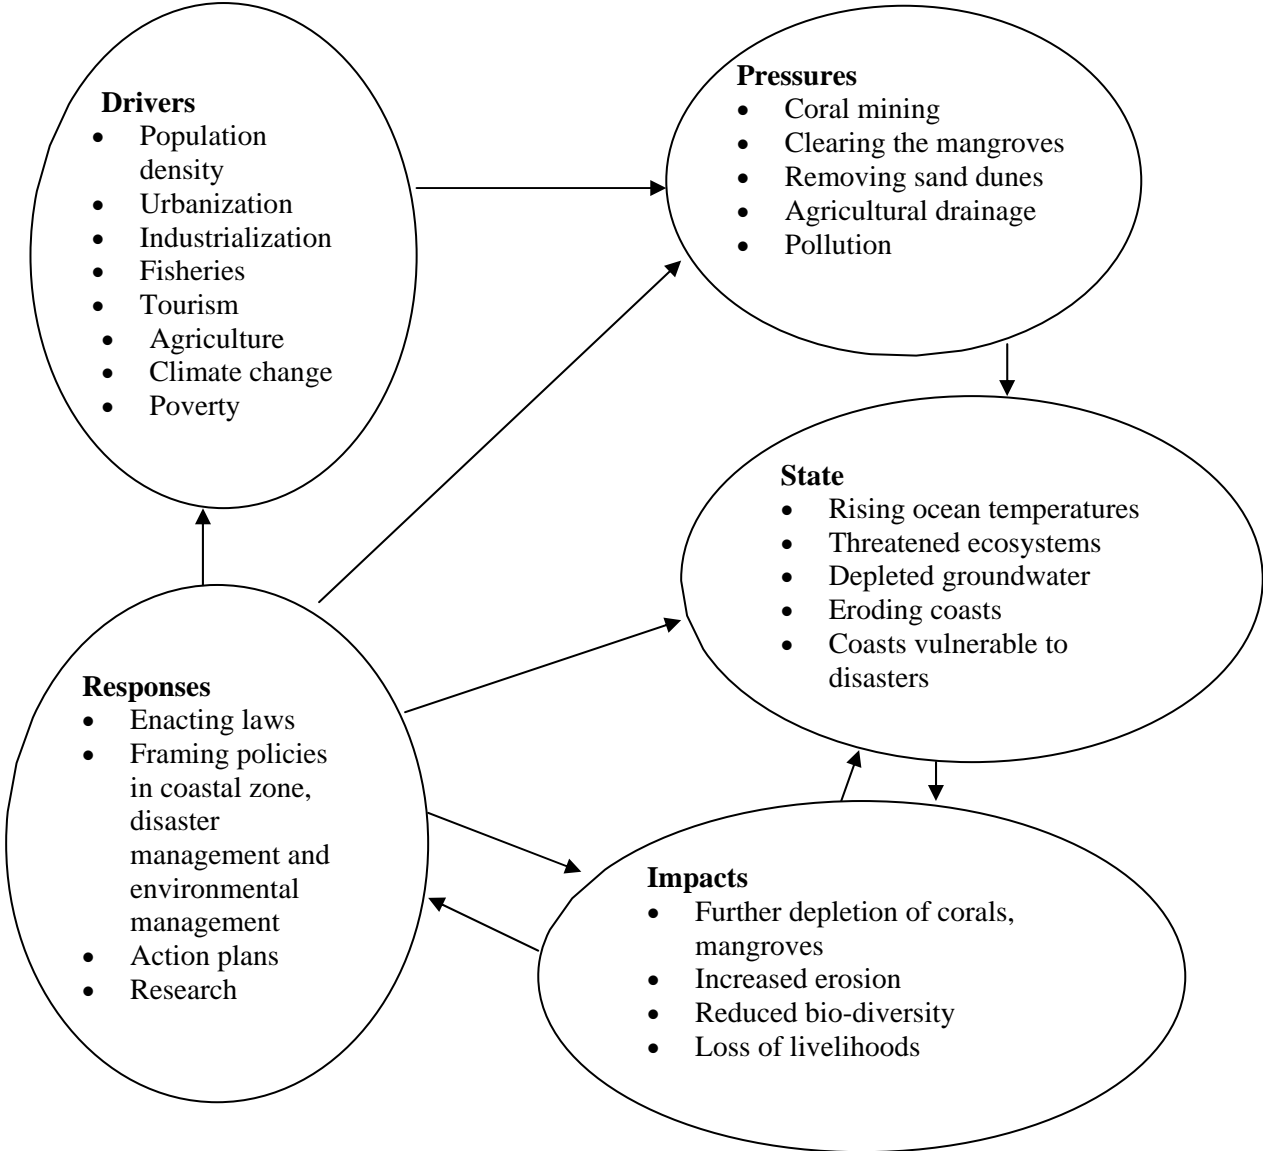 Drivers
• Population
density
• Urbanization
• Industrialization
• Fisheries
• Tourism
• Agriculture
• Climate change
• Poverty
Pressures
• Coral mining
• Clearing the mangroves
• Removing sand dunes
• Agricultural drainage
• Pollution
State
• Rising ocean temperatures
• Threatened ecosystems
• Depleted groundwater
• Eroding coasts
• Coasts vulnerable to
disasters
Responses
• Enacting laws
• Framing policies
in coastal zone,
disaster
management and
environmental
management
• Action plans
• Research
Impacts
• Further depletion of corals,
mangroves
• Increased erosion
• Reduced bio-diversity
• Loss of livelihoods